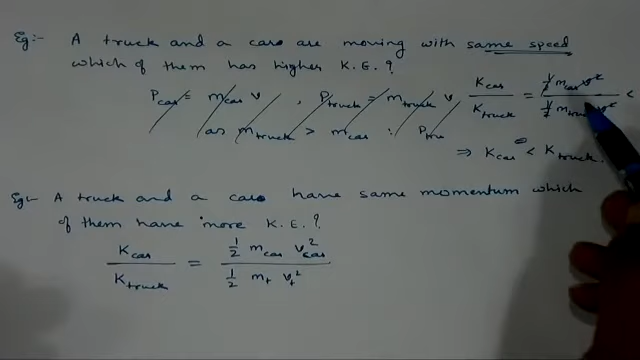 Eg:- A truck and a car are moving with same speed
which of them has higher K.E.?
P_car = m_car v , P_truck = m_truck v
K_car / K_truck = ½ m_car v² / ½ m_truck v² <
as m_truck > m_car : P_tru
⇒ K_car < K_truck.
Eg:- A truck and a car have same momentum which
of them have more K.E.?
K_car / K_truck = ½ m_car v_car² / ½ m_t v_t²